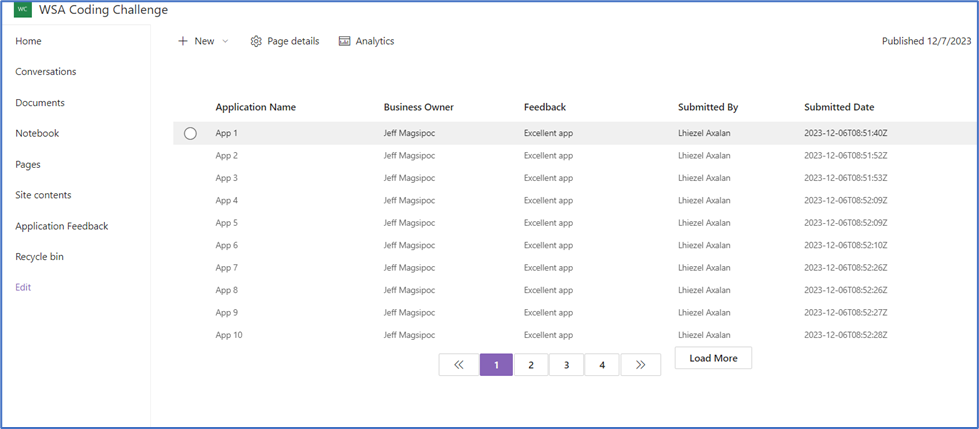 WC WSA Coding Challenge
Home
Conversations
Documents
Notebook
Pages
Site contents
Application Feedback
Recycle bin
Edit
New Page details Analytics Published 12/7/2023
Application Name Business Owner Feedback Submitted By Submitted Date
App 1 Jeff Magsipoc Excellent app Lhiezel Axalan 2023-12-06T08:51:40Z
App 2 Jeff Magsipoc Excellent app Lhiezel Axalan 2023-12-06T08:51:52Z
App 3 Jeff Magsipoc Excellent app Lhiezel Axalan 2023-12-06T08:51:53Z
App 4 Jeff Magsipoc Excellent app Lhiezel Axalan 2023-12-06T08:52:09Z
App 5 Jeff Magsipoc Excellent app Lhiezel Axalan 2023-12-06T08:52:09Z
App 6 Jeff Magsipoc Excellent app Lhiezel Axalan 2023-12-06T08:52:10Z
App 7 Jeff Magsipoc Excellent app Lhiezel Axalan 2023-12-06T08:52:26Z
App 8 Jeff Magsipoc Excellent app Lhiezel Axalan 2023-12-06T08:52:26Z
App 9 Jeff Magsipoc Excellent app Lhiezel Axalan 2023-12-06T08:52:27Z
App 10 Jeff Magsipoc Excellent app Lhiezel Axalan 2023-12-06T08:52:28Z
1 2 3 4 Load More